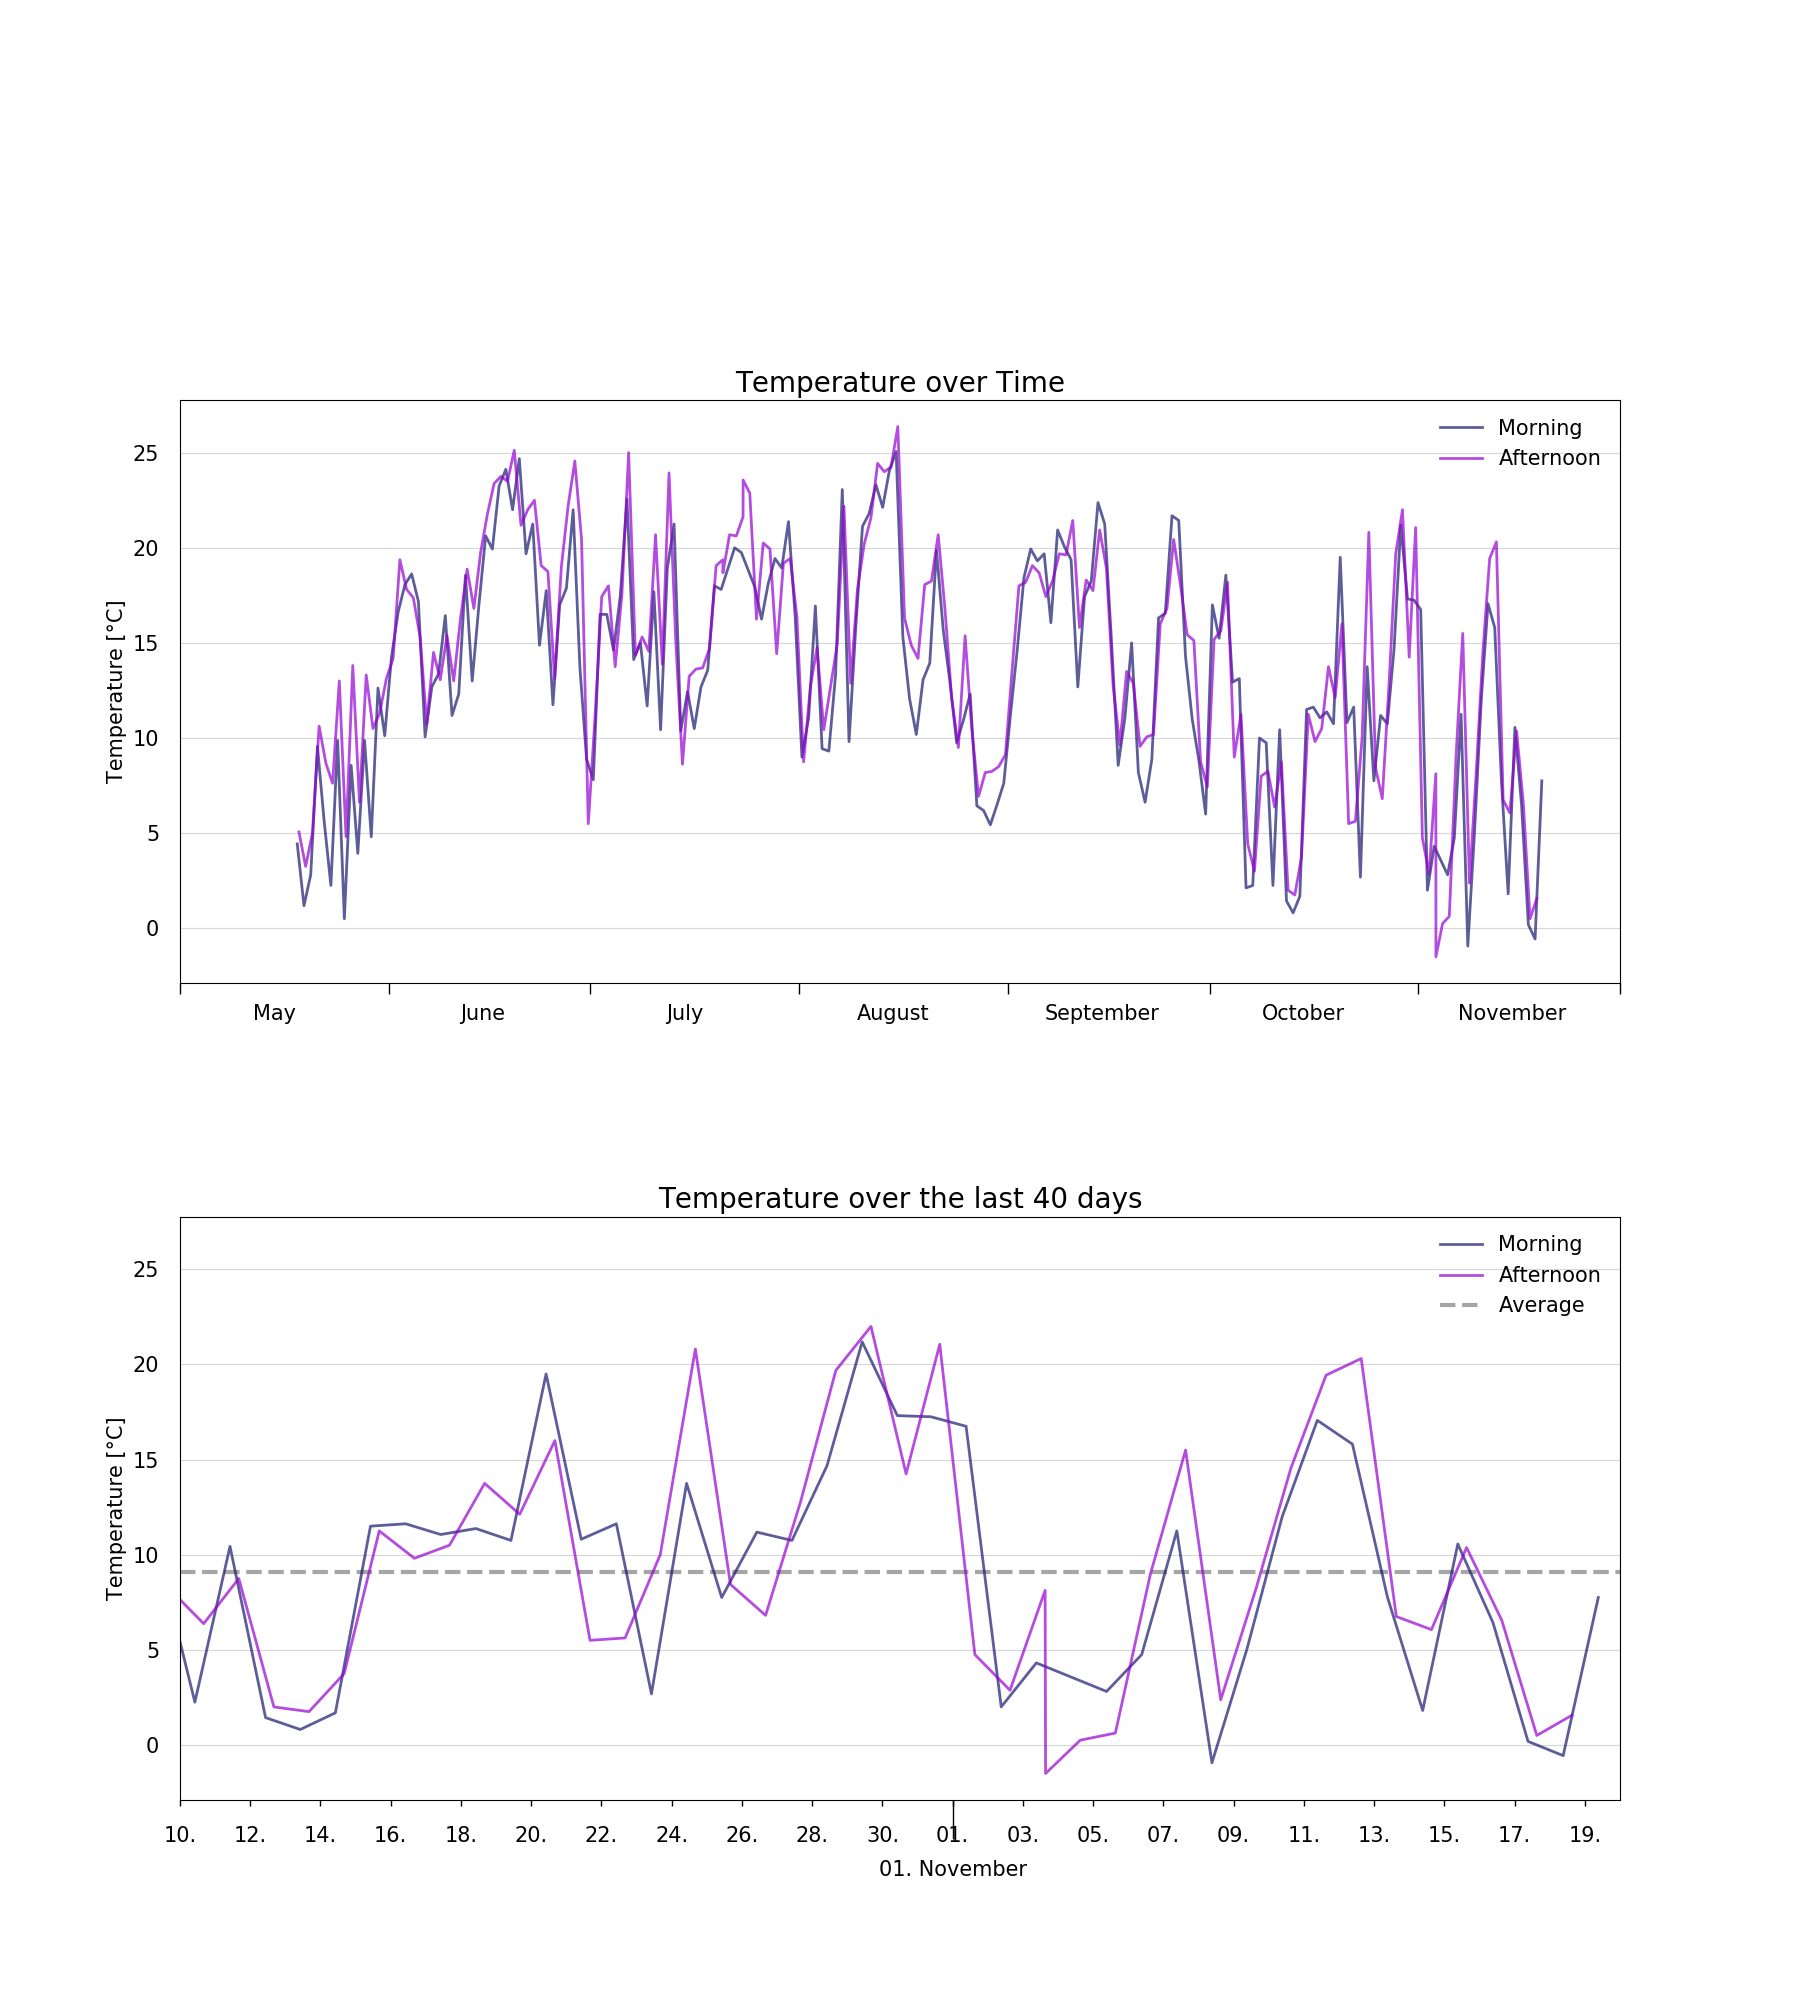 Temperature over Time
Morning
Afternoon
25
20
15
10
5
0
Temperature [°C]
May June July August September October November
Temperature over the last 40 days
Morning
Afternoon
Average
25
20
15
10
5
0
Temperature [°C]
10. 12. 14. 16. 18. 20. 22. 24. 26. 28. 30. 01. 03. 05. 07. 09. 11. 13. 15. 17. 19.
01. November